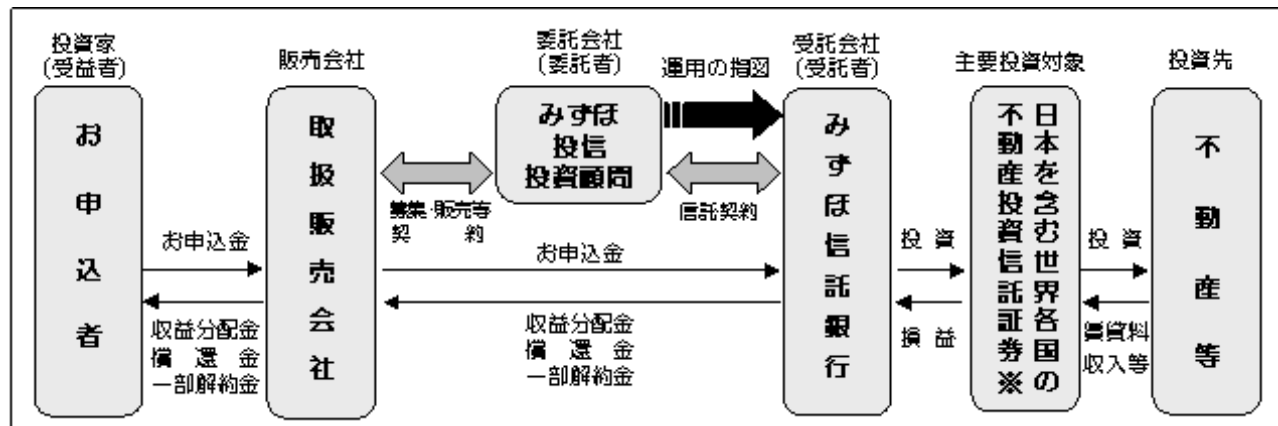 投資家
(受益者)
お申込者
お申込金
収益分配金
償還金
一部解約金
販売会社
取扱販売会社
募集・販売等
契約
委託会社
(委託者)
みずほ
投信
投資顧問
運用の指図
信託契約
お申込金
収益分配金
償還金
一部解約金
受託会社
(受託者)
みずほ信託銀行
投資
損益
主要投資対象
日本を含む世界各国の
不動産投資信託証券※
投資
賃貸料
収入等
投資先
不動産等